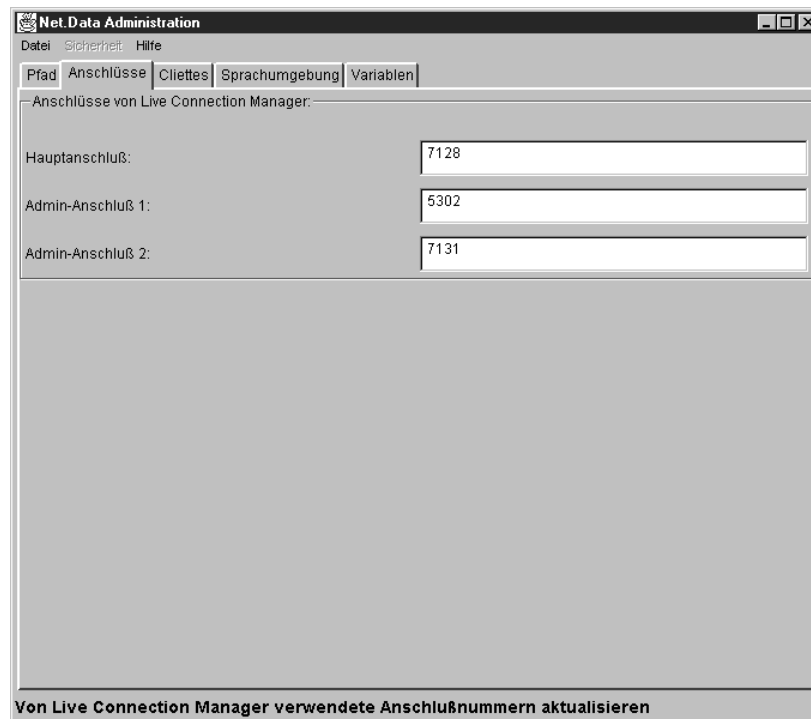 Net.Data Administration
Datei Sicherheit Hilfe
Pfad Anschlüsse Cliettes Sprachumgebung Variablen
Anschlüsse von Live Connection Manager:
Hauptanschluß: 7128
Admin-Anschluß 1: 5302
Admin-Anschluß 2: 7131
Von Live Connection Manager verwendete Anschlußnummern aktualisieren